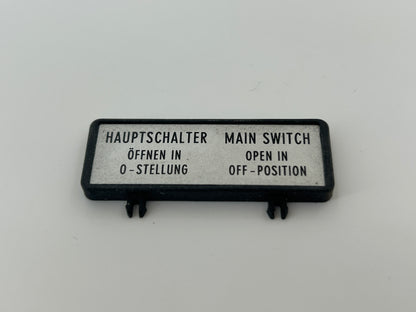 HAUPTSCHALTER
ÖFFNEN IN
0-STELLUNG
MAIN SWITCH
OPEN IN
OFF-POSITION